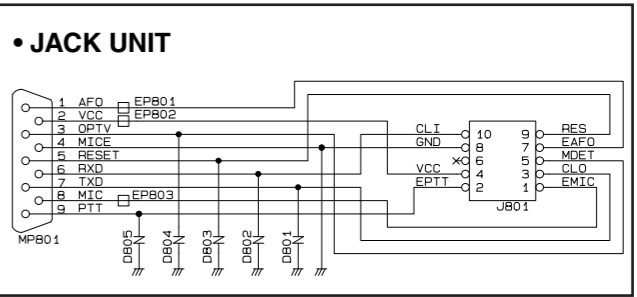 • JACK UNIT
1 AFO EP801
2 VCC EP802
3 OPTV
4 MICE
5 RESET
6 RXD
7 TXD
8 MIC EP803
9 PTT
MP801
D805 D804 D803 D802 D801
CLI 10 9 RES
GND 8 7 EAFO
6 5 MDET
VCC 4 3 CLO
EPTT 2 1 EMIC
J801